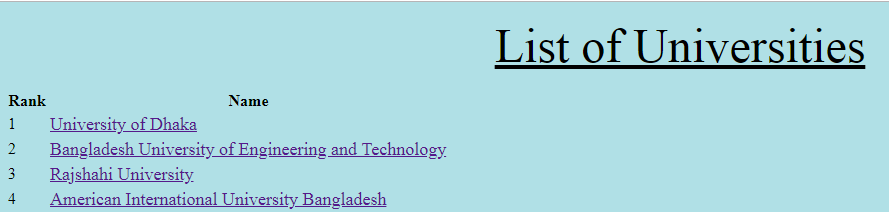 List of Universities
Rank Name
1 University of Dhaka
2 Bangladesh University of Engineering and Technology
3 Rajshahi University
4 American International University Bangladesh